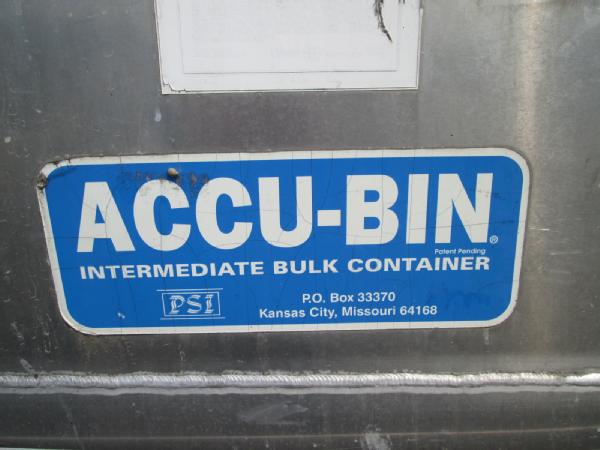 ACCU-BIN®
Patent Pending
INTERMEDIATE BULK CONTAINER
PSI
P.O. Box 33370
Kansas City, Missouri 64168